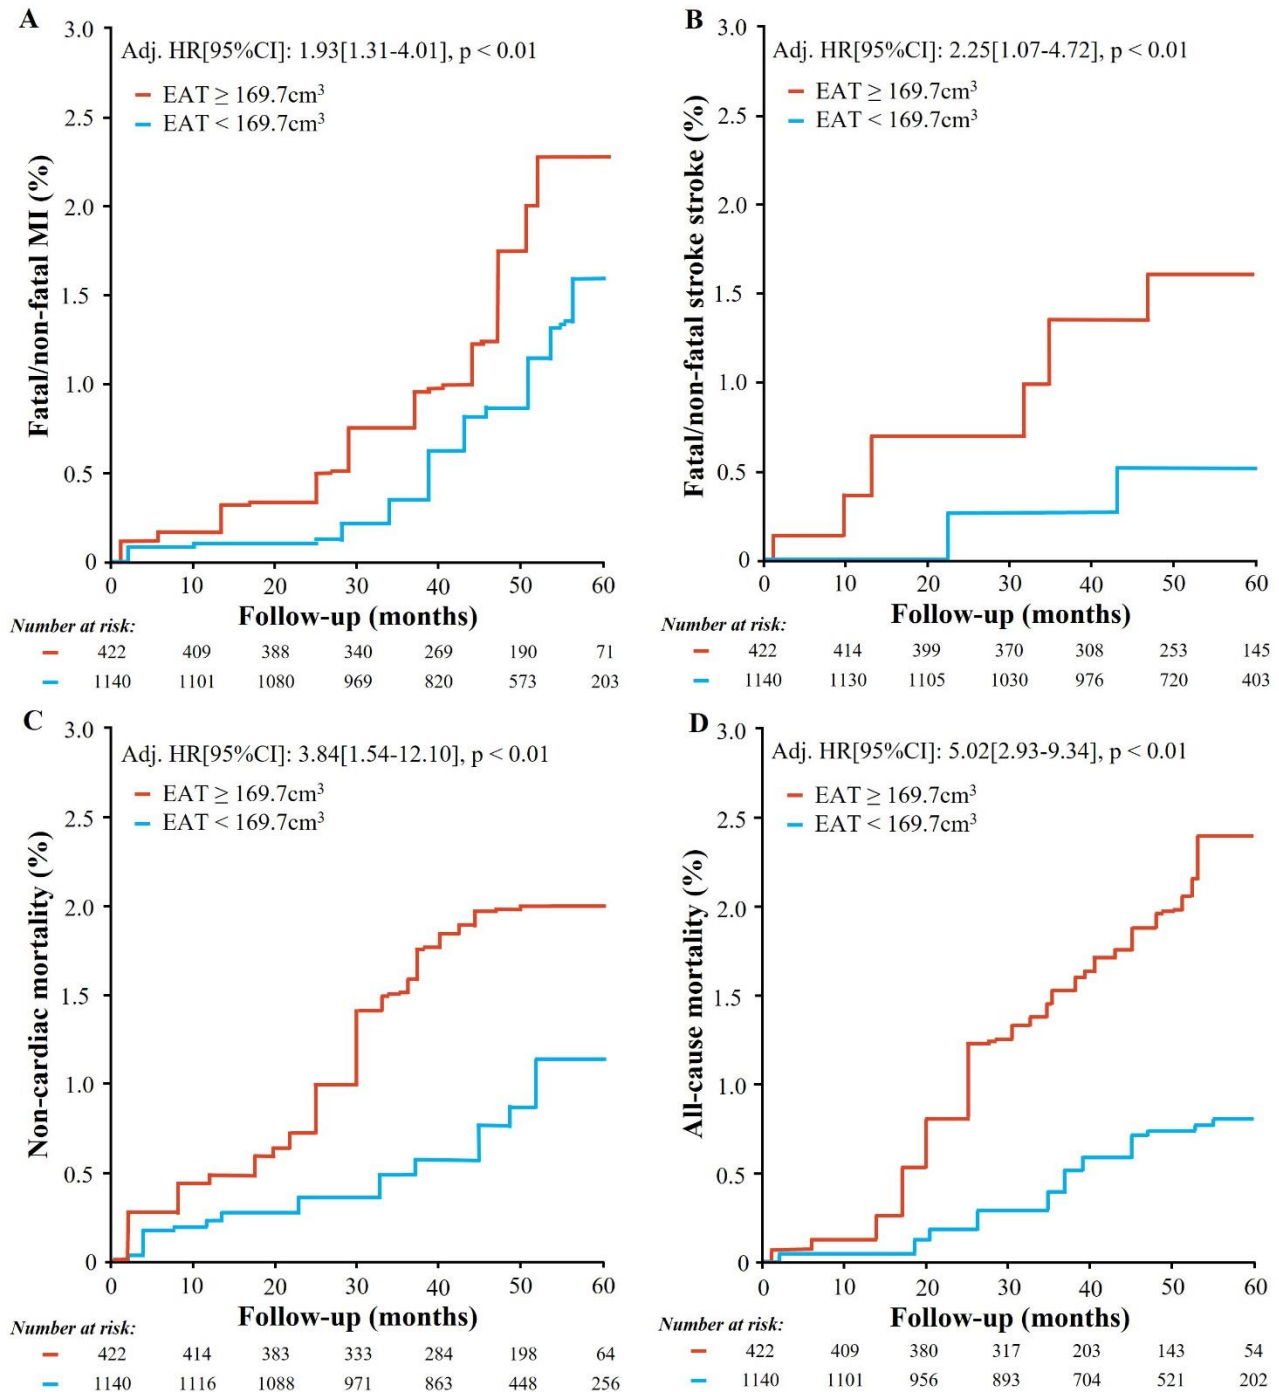 A
3.0
Adj. HR[95%CI]: 1.93[1.31-4.01], p < 0.01
EAT ≥ 169.7cm³
EAT < 169.7cm³
2.5
2.0
1.5
1.0
0.5
0
Fatal/non-fatal MI (%)
0 10 20 30 40 50 60
Follow-up (months)
Number at risk:
422 409 388 340 269 190 71
1140 1101 1080 969 820 573 203
B
3.0
Adj. HR[95%CI]: 2.25[1.07-4.72], p < 0.01
EAT ≥ 169.7cm³
EAT < 169.7cm³
2.5
2.0
1.5
1.0
0.5
0
Fatal/non-fatal stroke stroke (%)
0 10 20 30 40 50 60
Follow-up (months)
Number at risk:
422 414 399 370 308 253 145
1140 1130 1105 1030 976 720 403
C
3.0
Adj. HR[95%CI]: 3.84[1.54-12.10], p < 0.01
EAT ≥ 169.7cm³
EAT < 169.7cm³
2.5
2.0
1.5
1.0
0.5
0
Non-cardiac mortality (%)
0 10 20 30 40 50 60
Follow-up (months)
Number at risk:
422 414 383 333 284 198 64
1140 1116 1088 971 863 448 256
D
3.0
Adj. HR[95%CI]: 5.02[2.93-9.34], p < 0.01
EAT ≥ 169.7cm³
EAT < 169.7cm³
2.5
2.0
1.5
1.0
0.5
0
All-cause mortality (%)
0 10 20 30 40 50 60
Follow-up (months)
Number at risk:
422 409 380 317 203 143 54
1140 1101 956 893 704 521 202